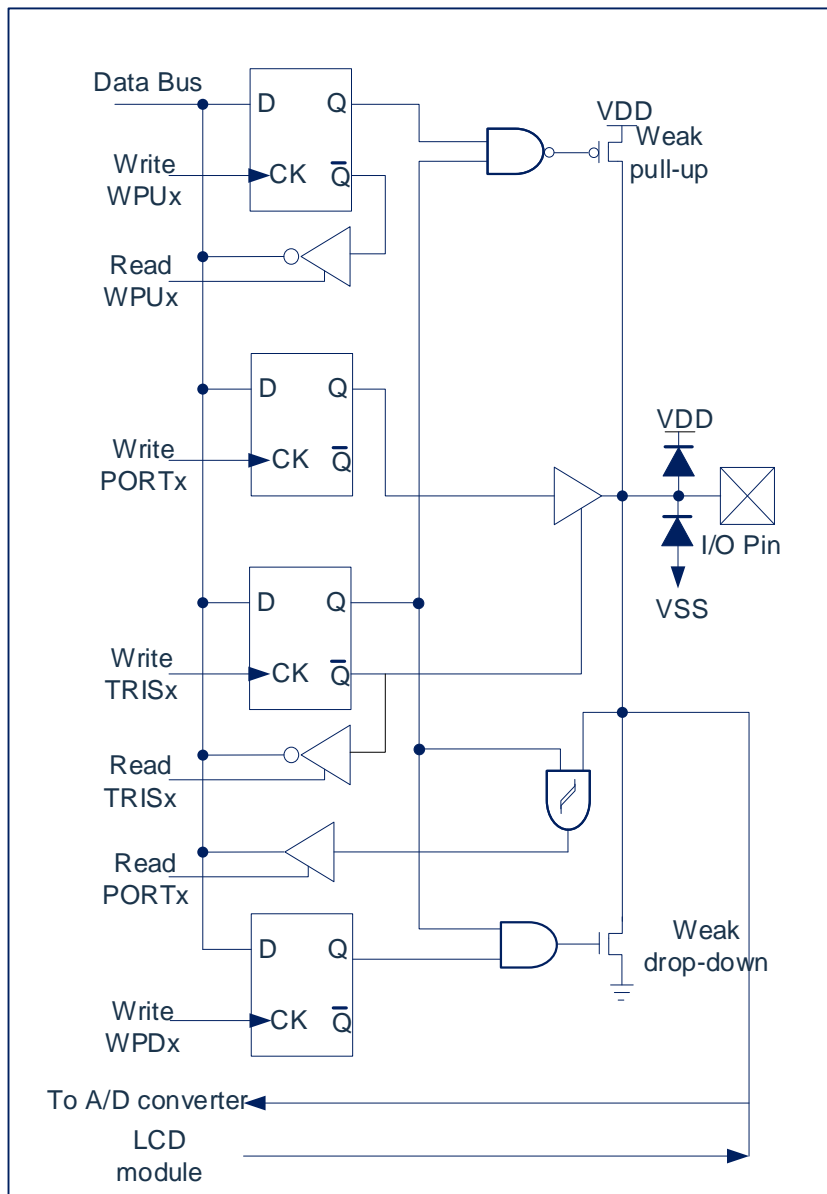 Data Bus
D
Q
VDD
Weak
pull-up
Write
WPUx
CK
Q
Read
WPUx
D
Q
VDD
Write
PORTx
CK
Q
I/O Pin
VSS
D
Q
Write
TRISx
CK
Q
Read
TRISx
Read
PORTx
D
Q
Weak
drop-down
Write
WPDx
CK
Q
To A/D converter
LCD
module